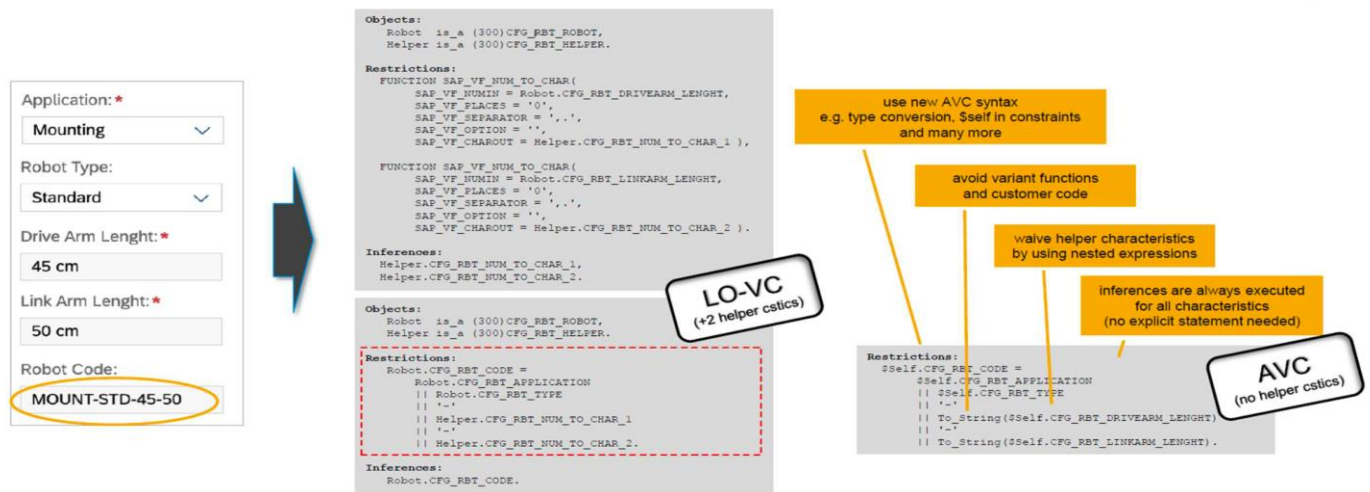 Application: *
Mounting
Robot Type:
Standard
Drive Arm Lenght: *
45 cm
Link Arm Lenght: *
50 cm
Robot Code:
MOUNT-STD-45-50
Objects:
Robot is_a (300)CFG_RBT_ROBOT,
Helper is_a (300)CFG_RBT_HELPER.
Restrictions:
FUNCTION SAP_VF_NUM_TO_CHAR(
SAP_VF_NUMIN = Robot.CFG_RBT_DRIVEARM_LENGHT,
SAP_VF_PLACES = '0',
SAP_VF_SEPARATOR = ',.',
SAP_VF_OPTION = '',
SAP_VF_CHAROUT = Helper.CFG_RBT_NUM_TO_CHAR_1 ),
FUNCTION SAP_VF_NUM_TO_CHAR(
SAP_VF_NUMIN = Robot.CFG_RBT_LINKARM_LENGHT,
SAP_VF_PLACES = '0',
SAP_VF_SEPARATOR = ',.',
SAP_VF_OPTION = '',
SAP_VF_CHAROUT = Helper.CFG_RBT_NUM_TO_CHAR_2 ).
Inferences:
Helper.CFG_RBT_NUM_TO_CHAR_1,
Helper.CFG_RBT_NUM_TO_CHAR_2.
LO-VC
(+2 helper cstics)
Objects:
Robot is_a (300)CFG_RBT_ROBOT,
Helper is_a (300)CFG_RBT_HELPER.
Restrictions:
Robot.CFG_RBT_CODE =
Robot.CFG_RBT_APPLICATION
|| Robot.CFG_RBT_TYPE
|| '-'
|| Helper.CFG_RBT_NUM_TO_CHAR_1
|| '-'
|| Helper.CFG_RBT_NUM_TO_CHAR_2.
Inferences:
Robot.CFG_RBT_CODE.
use new AVC syntax
e.g. type conversion, $self in constraints
and many more
avoid variant functions
and customer code
waive helper characteristics
by using nested expressions
inferences are always executed
for all characteristics
(no explicit statement needed)
Restrictions:
$Self.CFG_RBT_CODE =
$Self.CFG_RBT_APPLICATION
|| $Self.CFG_RBT_TYPE
|| '-'
|| To_String($Self.CFG_RBT_DRIVEARM_LENGHT)
|| '-'
|| To_String($Self.CFG_RBT_LINKARM_LENGHT).
AVC
(no helper cstics)